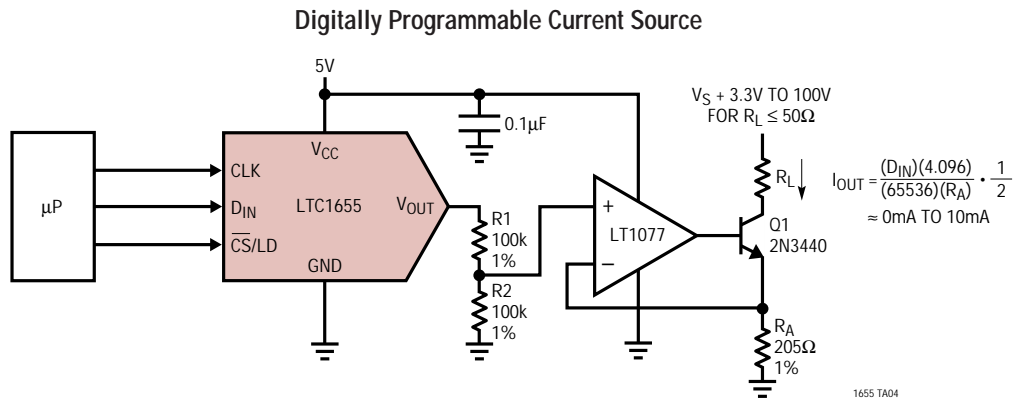 Digitally Programmable Current Source
5V
0.1µF
V_S + 3.3V TO 100V
FOR R_L ≤ 50Ω
µP
CLK
D_IN
C̅S̅/LD
V_CC
LTC1655
V_OUT
GND
R1
100k
1%
R2
100k
1%
+
−
LT1077
R_L
I_OUT = (D_IN)(4.096)/(65536)(R_A) • 1/2
≈ 0mA TO 10mA
Q1
2N3440
R_A
205Ω
1%
1655 TA04